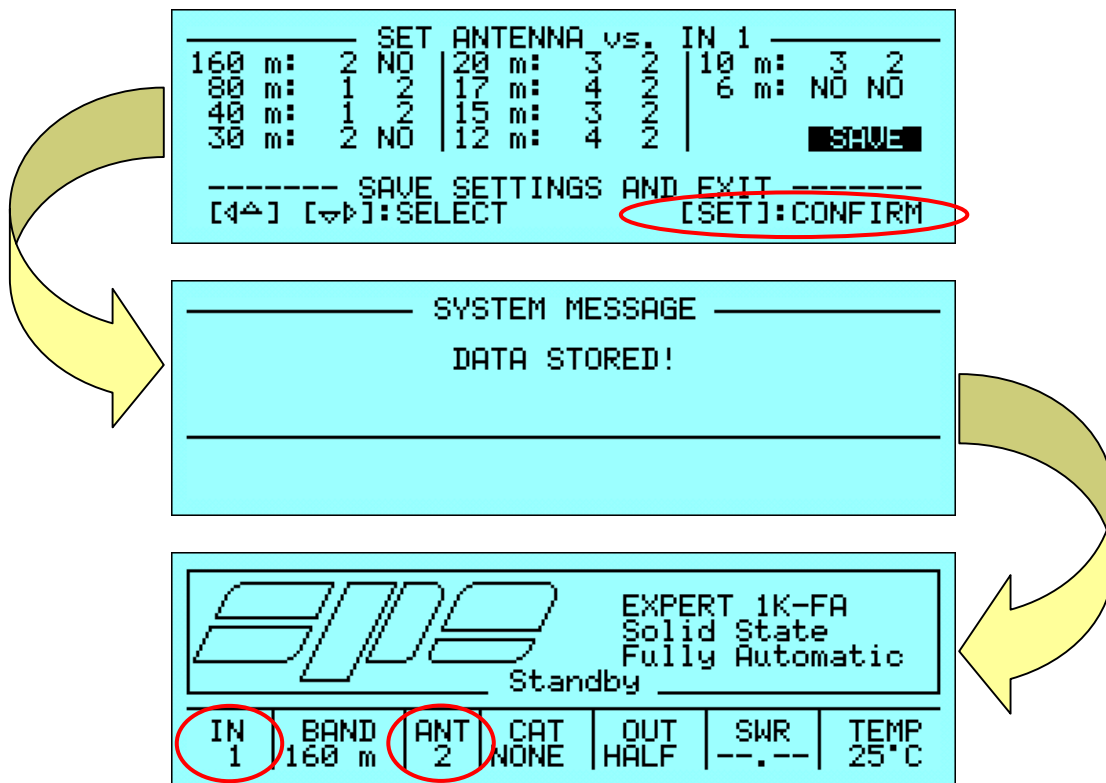 SET ANTENNA vs. IN 1
160 m: 2 NO 20 m: 3 2 10 m: 3 2
80 m: 1 2 17 m: 4 2 6 m: NO NO
40 m: 1 2 15 m: 3 2
30 m: 2 NO 12 m: 4 2 SAVE
------- SAVE SETTINGS AND EXIT -------
[◁△] [▽▷]:SELECT [SET]:CONFIRM
SYSTEM MESSAGE
DATA STORED!
spe EXPERT 1K-FA
Solid State
Fully Automatic
Standby
IN BAND ANT CAT OUT SWR TEMP
1 160 m 2 NONE HALF --.-- 25°C